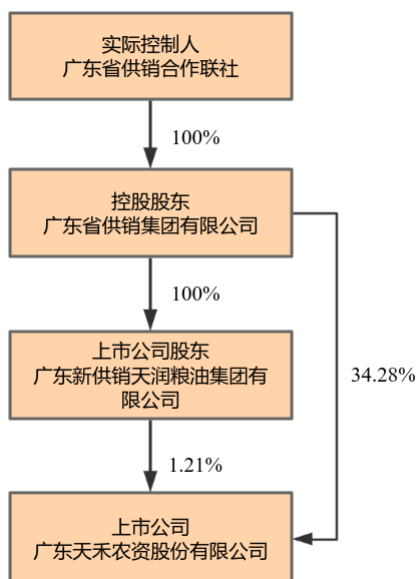 实际控制人
广东省供销合作联社
100%
控股股东
广东省供销集团有限公司
100%
上市公司股东
广东新供销天润粮油集团有
限公司
34.28%
1.21%
上市公司
广东天禾农资股份有限公司